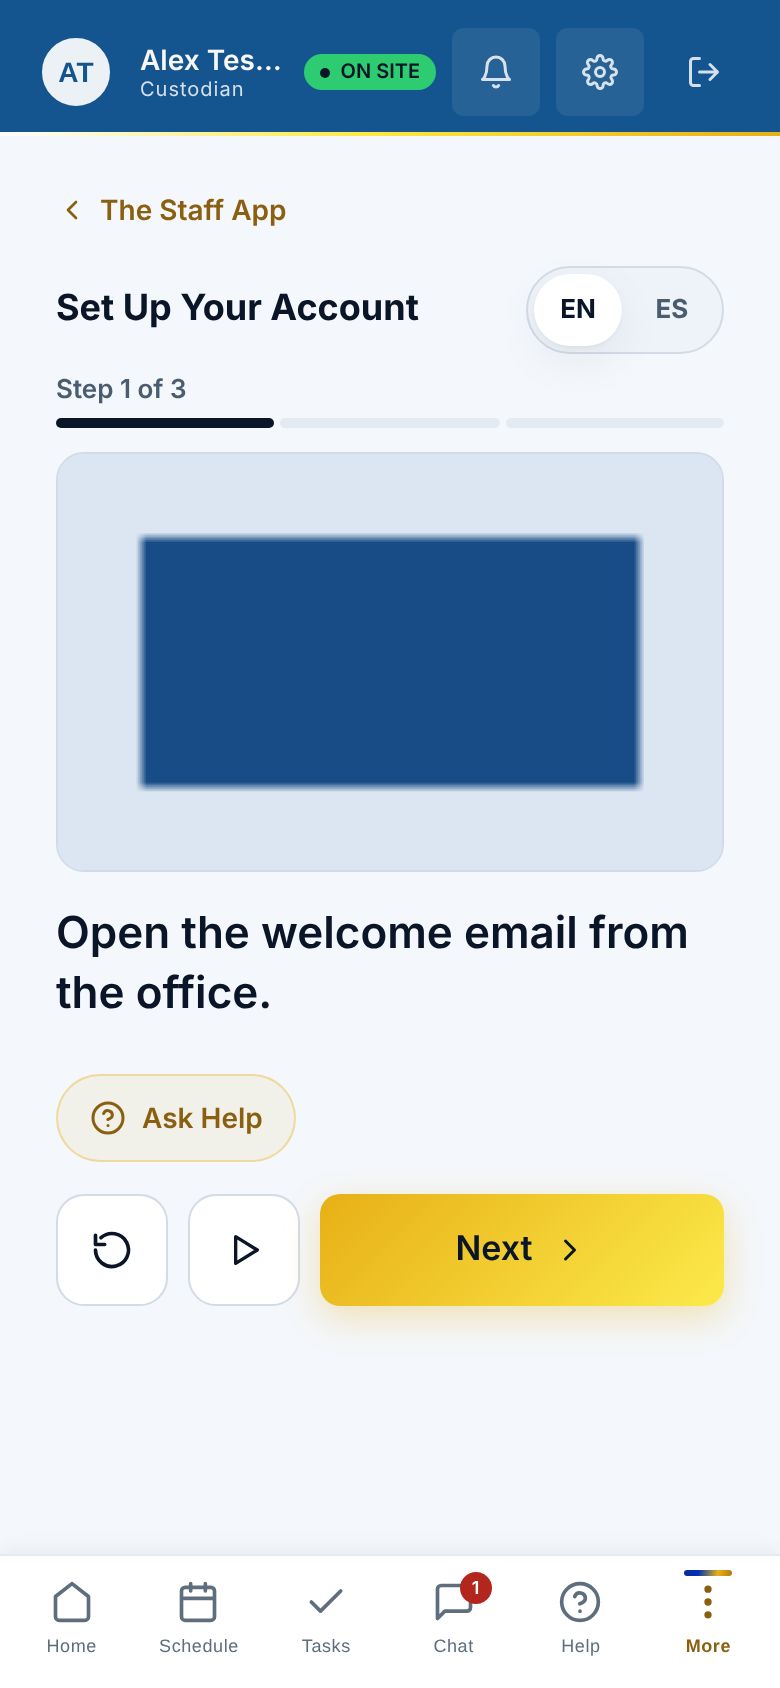 AT
Alex Tes...
Custodian
ON SITE
The Staff App
Set Up Your Account
EN
ES
Step 1 of 3
Open the welcome email from
the office.
Ask Help
Next
1
Home
Schedule
Tasks
Chat
Help
More